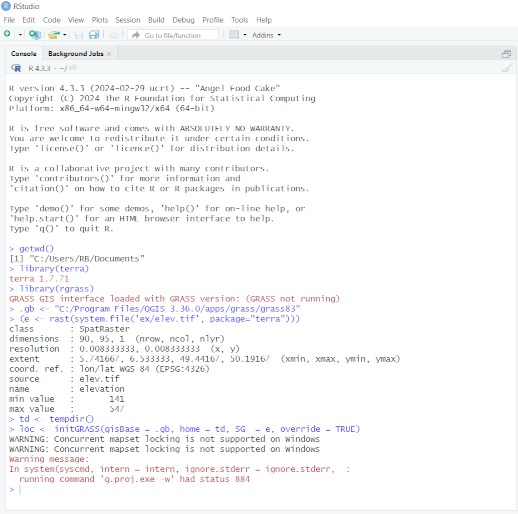 RStudio
File Edit Code View Plots Session Build Debug Profile Tools Help
Go to file/function Addins
Console Background Jobs
R 4.3.3 · ~/
R version 4.3.3 (2024-02-29 ucrt) -- "Angel Food Cake"
Copyright (C) 2024 The R Foundation for Statistical Computing
Platform: x86_64-w64-mingw32/x64 (64-bit)
R is free software and comes with ABSOLUTELY NO WARRANTY.
You are welcome to redistribute it under certain conditions.
Type 'license()' or 'licence()' for distribution details.
R is a collaborative project with many contributors.
Type 'contributors()' for more information and
'citation()' on how to cite R or R packages in publications.
Type 'demo()' for some demos, 'help()' for on-line help, or
'help.start()' for an HTML browser interface to help.
Type 'q()' to quit R.
> getwd()
[1] "C:/Users/RB/Documents"
> library(terra)
terra 1.7.71
> library(rgrass)
GRASS GIS interface loaded with GRASS version: (GRASS not running)
> .gb <- "C:/Program Files/QGIS 3.36.0/apps/grass/grass83"
> (e <- rast(system.file('ex/elev.tif', package="terra")))
class : SpatRaster
dimensions : 90, 95, 1 (nrow, ncol, nlyr)
resolution : 0.008333333, 0.008333333 (x, y)
extent : 5.741667, 6.533333, 49.44167, 50.19167 (xmin, xmax, ymin, ymax)
coord. ref. : lon/lat WGS 84 (EPSG:4326)
source : elev.tif
name : elevation
min value : 141
max value : 547
> td <- tempdir()
> loc <- initGRASS(gisBase = .gb, home = td, SG = e, override = TRUE)
WARNING: Concurrent mapset locking is not supported on Windows
WARNING: Concurrent mapset locking is not supported on Windows
Warning message:
In system(syscmd, intern = intern, ignore.stderr = ignore.stderr, :
running command 'g.proj.exe -w' had status 884
>